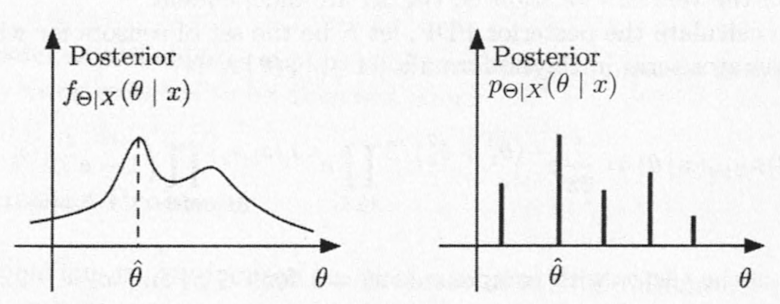 Posterior
f_{Θ|X}(θ | x)
θ̂
θ
Posterior
p_{Θ|X}(θ | x)
θ̂
θ